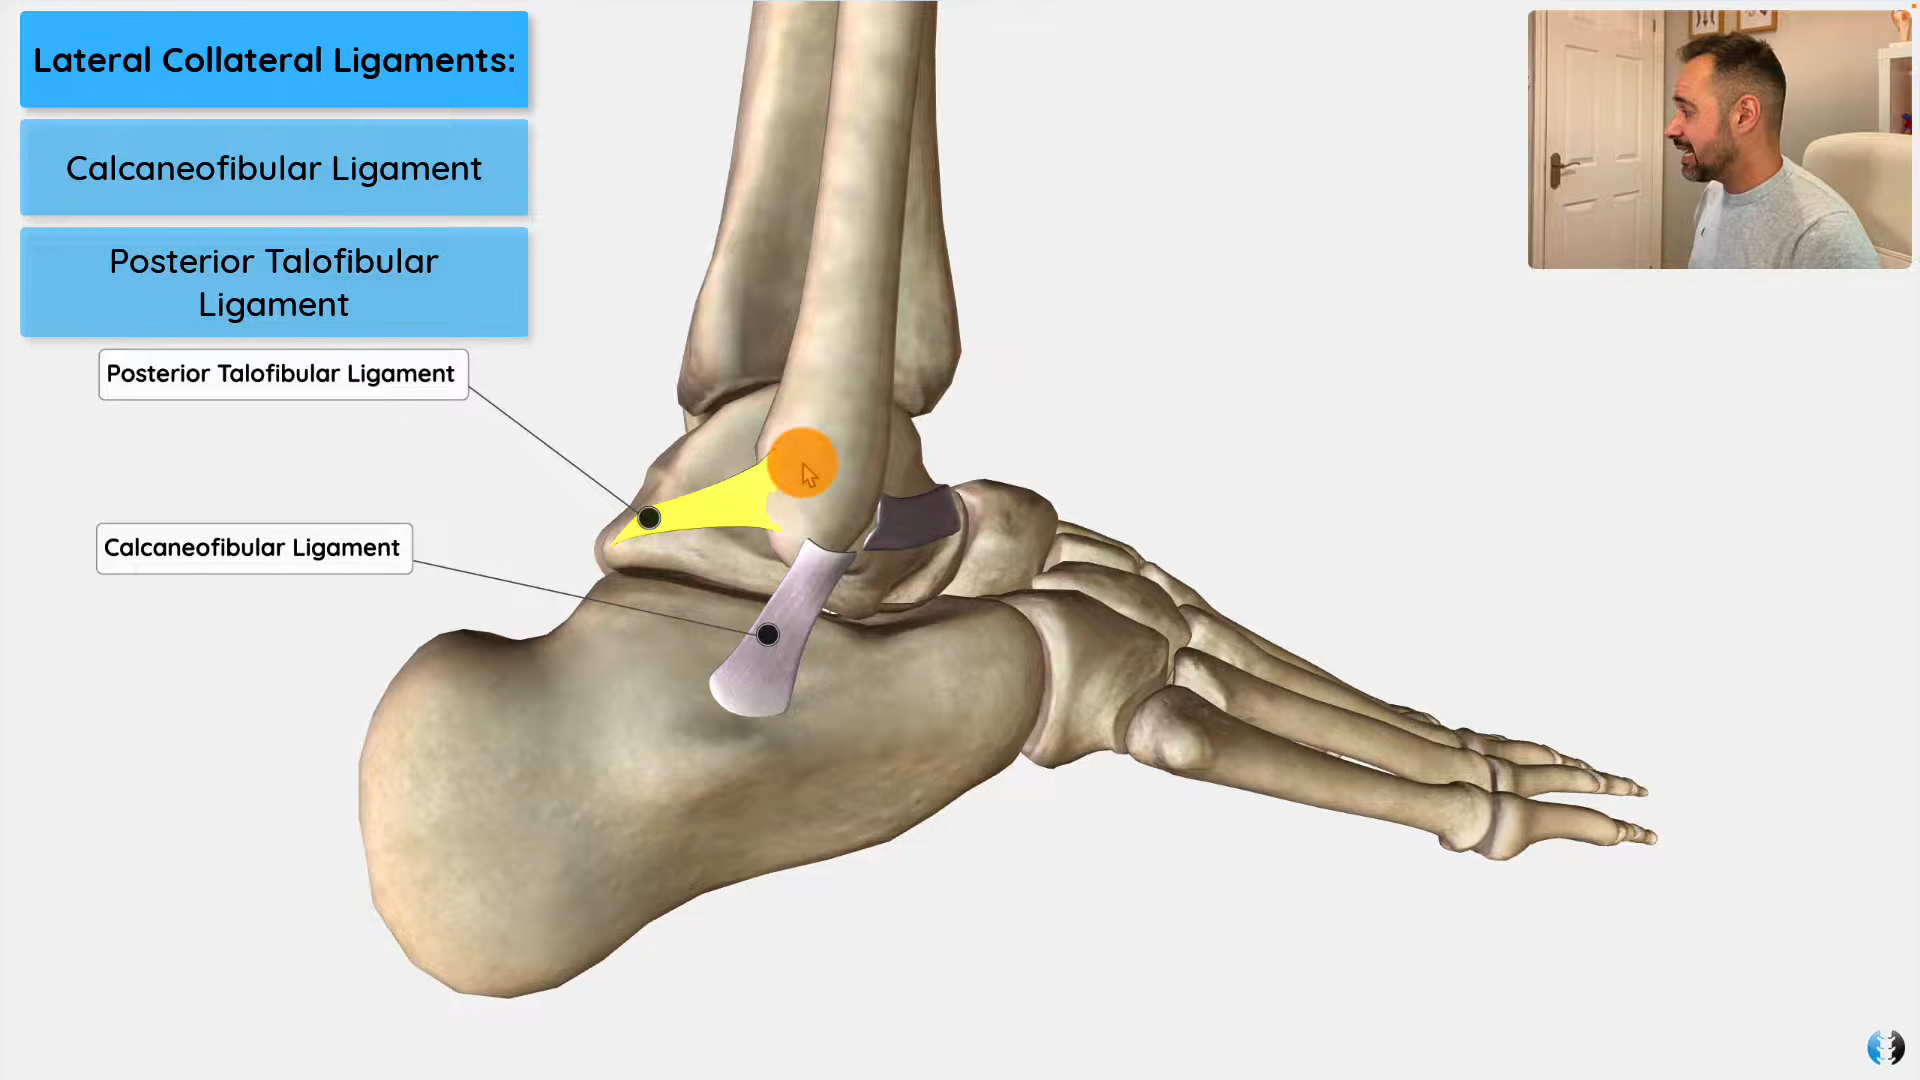 Lateral Collateral Ligaments:
Calcaneofibular Ligament
Posterior Talofibular
Ligament
Posterior Talofibular Ligament
Calcaneofibular Ligament